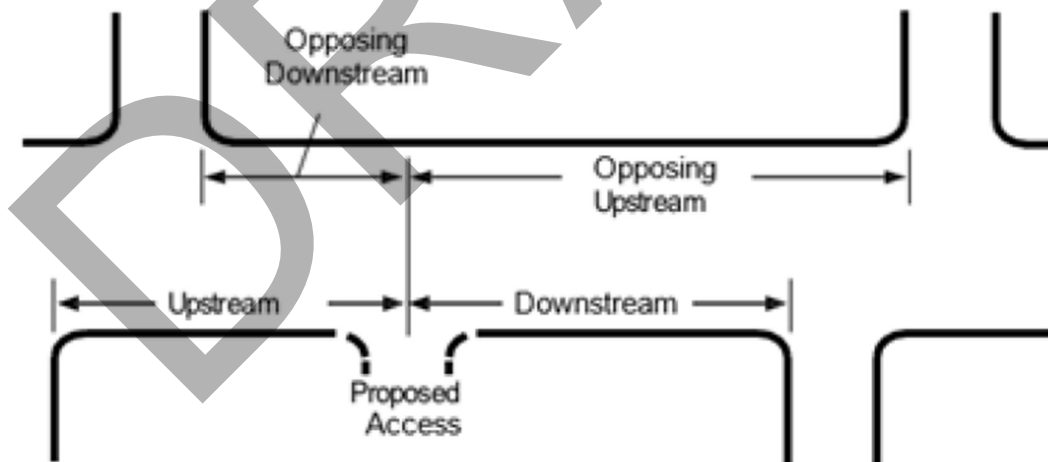 Opposing
Downstream
Opposing
Upstream
Upstream
Downstream
Proposed
Access